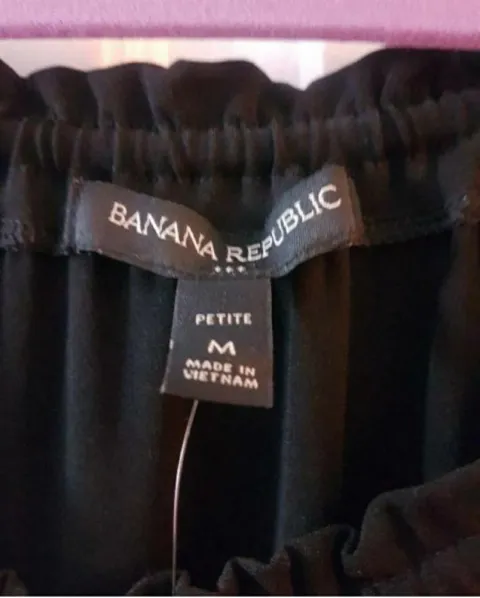 BANANA REPUBLIC
PETITE
M
MADE IN
VIETNAM